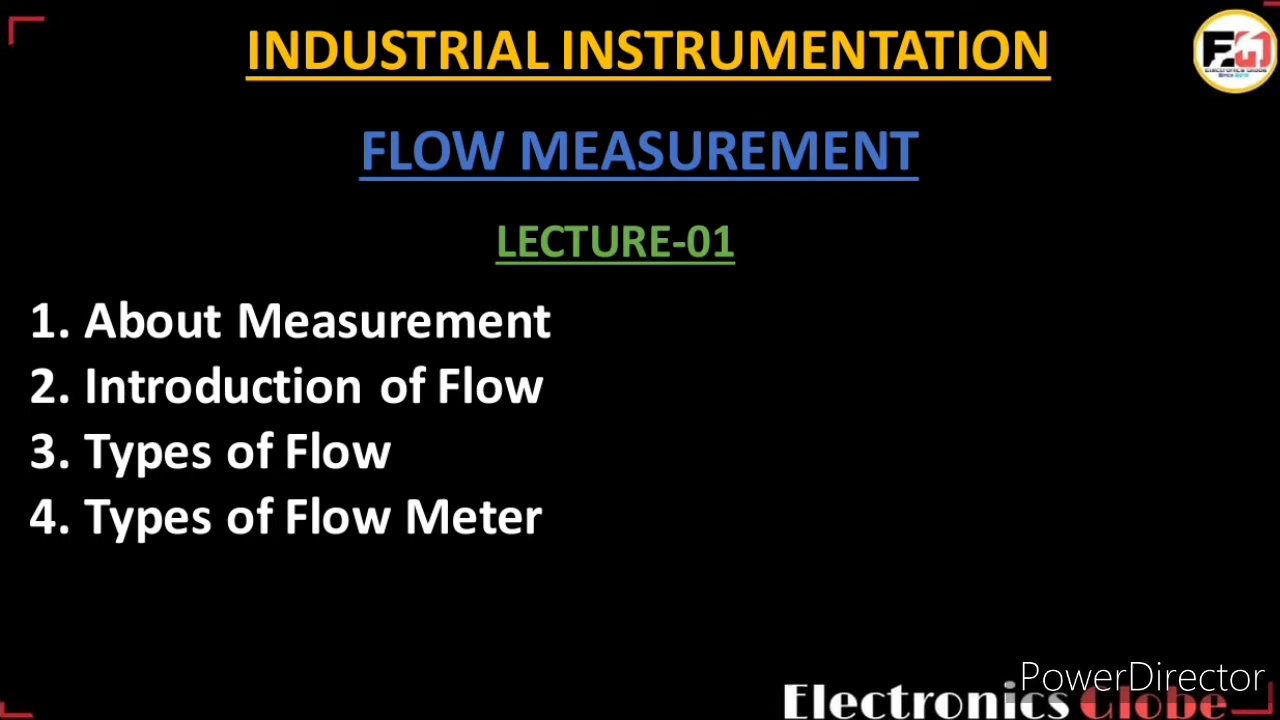 INDUSTRIAL INSTRUMENTATION
FLOW MEASUREMENT
LECTURE-01
1. About Measurement
2. Introduction of Flow
3. Types of Flow
4. Types of Flow Meter
PowerDirector
Electronics Globe